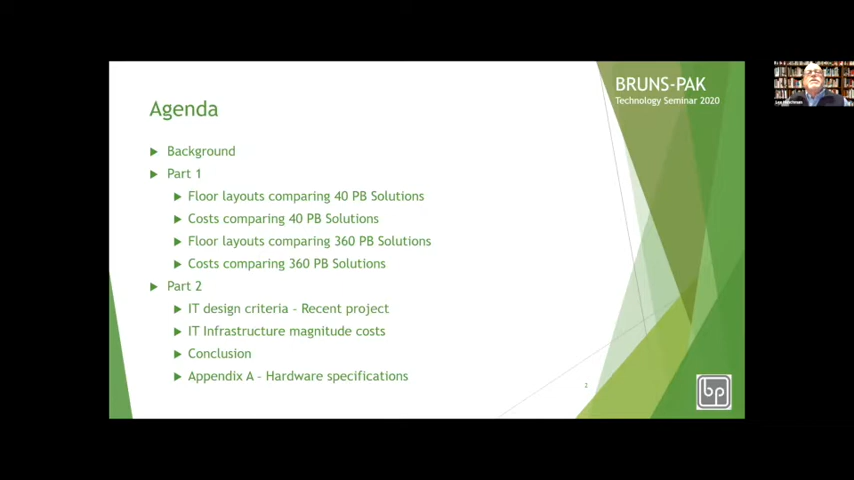 BRUNS-PAK
Technology Seminar 2020
Agenda
Background
Part 1
Floor layouts comparing 40 PB Solutions
Costs comparing 40 PB Solutions
Floor layouts comparing 360 PB Solutions
Costs comparing 360 PB Solutions
Part 2
IT design criteria – Recent project
IT Infrastructure magnitude costs
Conclusion
Appendix A – Hardware specifications
2
bp